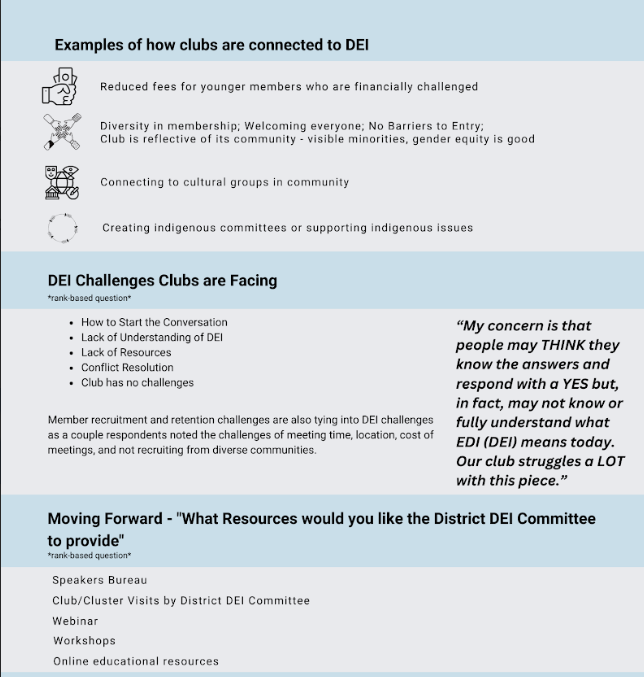 Examples of how clubs are connected to DEI
Reduced fees for younger members who are financially challenged
Diversity in membership; Welcoming everyone; No Barriers to Entry;
Club is reflective of its community - visible minorities, gender equity is good
Connecting to cultural groups in community
Creating indigenous committees or supporting indigenous issues
DEI Challenges Clubs are Facing
*rank-based question*
• How to Start the Conversation
• Lack of Understanding of DEI
• Lack of Resources
• Conflict Resolution
• Club has no challenges
Member recruitment and retention challenges are also tying into DEI challenges
as a couple respondents noted the challenges of meeting time, location, cost of
meetings, and not recruiting from diverse communities.
“My concern is that
people may THINK they
know the answers and
respond with a YES but,
in fact, may not know or
fully understand what
EDI (DEI) means today.
Our club struggles a LOT
with this piece.”
Moving Forward - "What Resources would you like the District DEI Committee
to provide"
*rank-based question*
Speakers Bureau
Club/Cluster Visits by District DEI Committee
Webinar
Workshops
Online educational resources